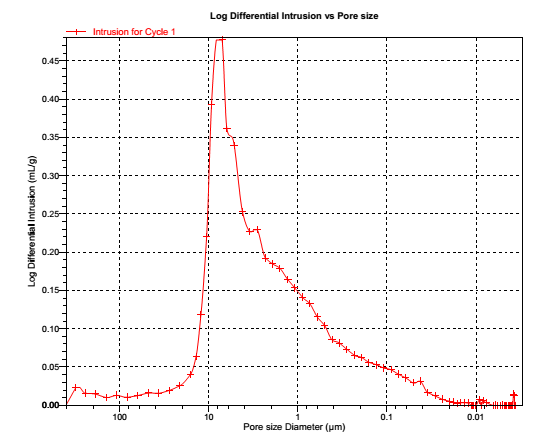 Log Differential Intrusion vs Pore size
Intrusion for Cycle 1
Log Differential Intrusion (mL/g)
0.45
0.40
0.35
0.30
0.25
0.20
0.15
0.10
0.05
0.00
100 10 1 0.1 0.01
Pore size Diameter (µm)